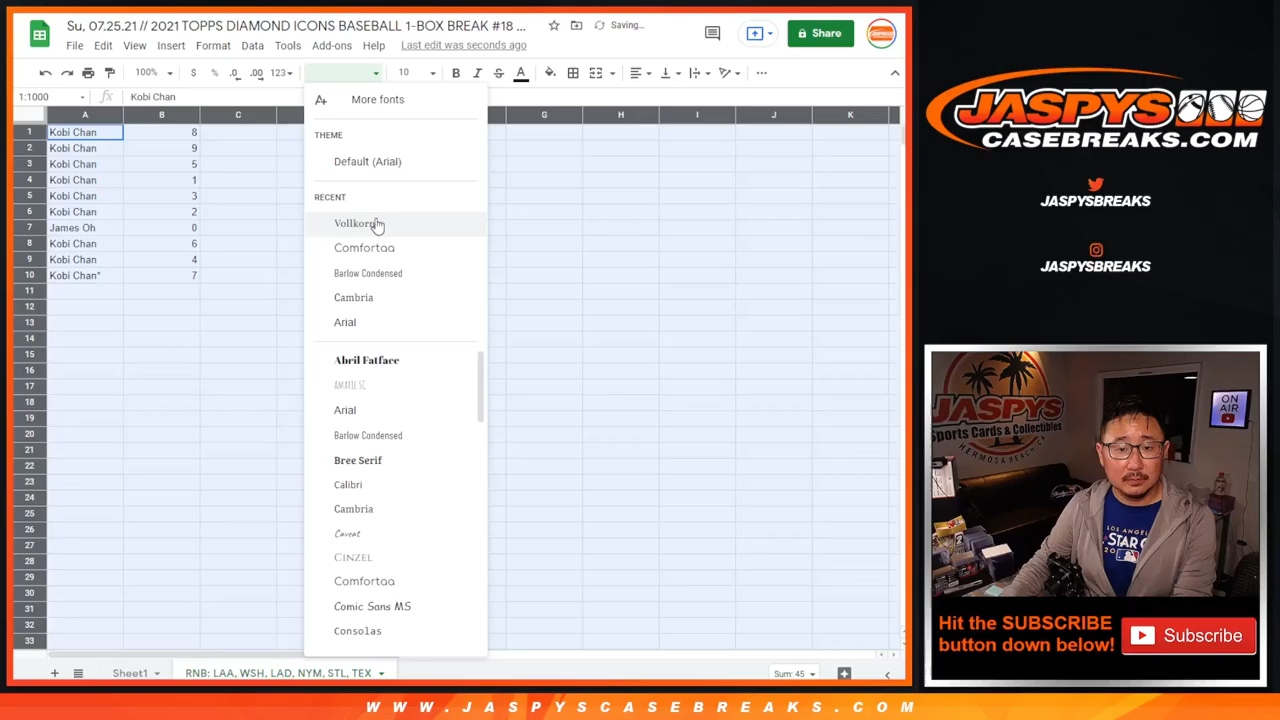 Su, 07.25.21 // 2021 TOPPS DIAMOND ICONS BASEBALL 1-BOX BREAK #18 ...
Saving...
Share
File Edit View Insert Format Data Tools Add-ons Help Last edit was seconds ago
100% $ % .0 .00 123 10 B I S A
1:1000 fx Kobi Chan
A B C G H I J K
1 Kobi Chan 8
2 Kobi Chan 9
3 Kobi Chan 5
4 Kobi Chan 1
5 Kobi Chan 3
6 Kobi Chan 2
7 James Oh 0
8 Kobi Chan 6
9 Kobi Chan 4
10 Kobi Chan* 7
11
12
13
14
15
16
17
18
19
20
21
22
23
24
25
26
27
28
29
30
31
32
33
More fonts
THEME
Default (Arial)
RECENT
Vollkorn
Comfortaa
Barlow Condensed
Cambria
Arial
Abril Fatface
AMATIC SC
Arial
Barlow Condensed
Bree Serif
Calibri
Cambria
Caveat
CINZEL
Comfortaa
Comic Sans MS
Consolas
Sheet1 RNB: LAA, WSH, LAD, NYM, STL, TEX
Sum: 45
JASPYS
CASEBREAKS.COM
JASPYSBREAKS
JASPYSBREAKS
JASPYS
Sports Cards & Collectibles
HERMOSA BEACH, CA
ON AIR
LOS ANGELES
STAR
Hit the SUBSCRIBE
button down below!
Subscribe
WWW.JASPYSCASEBREAKS.COM